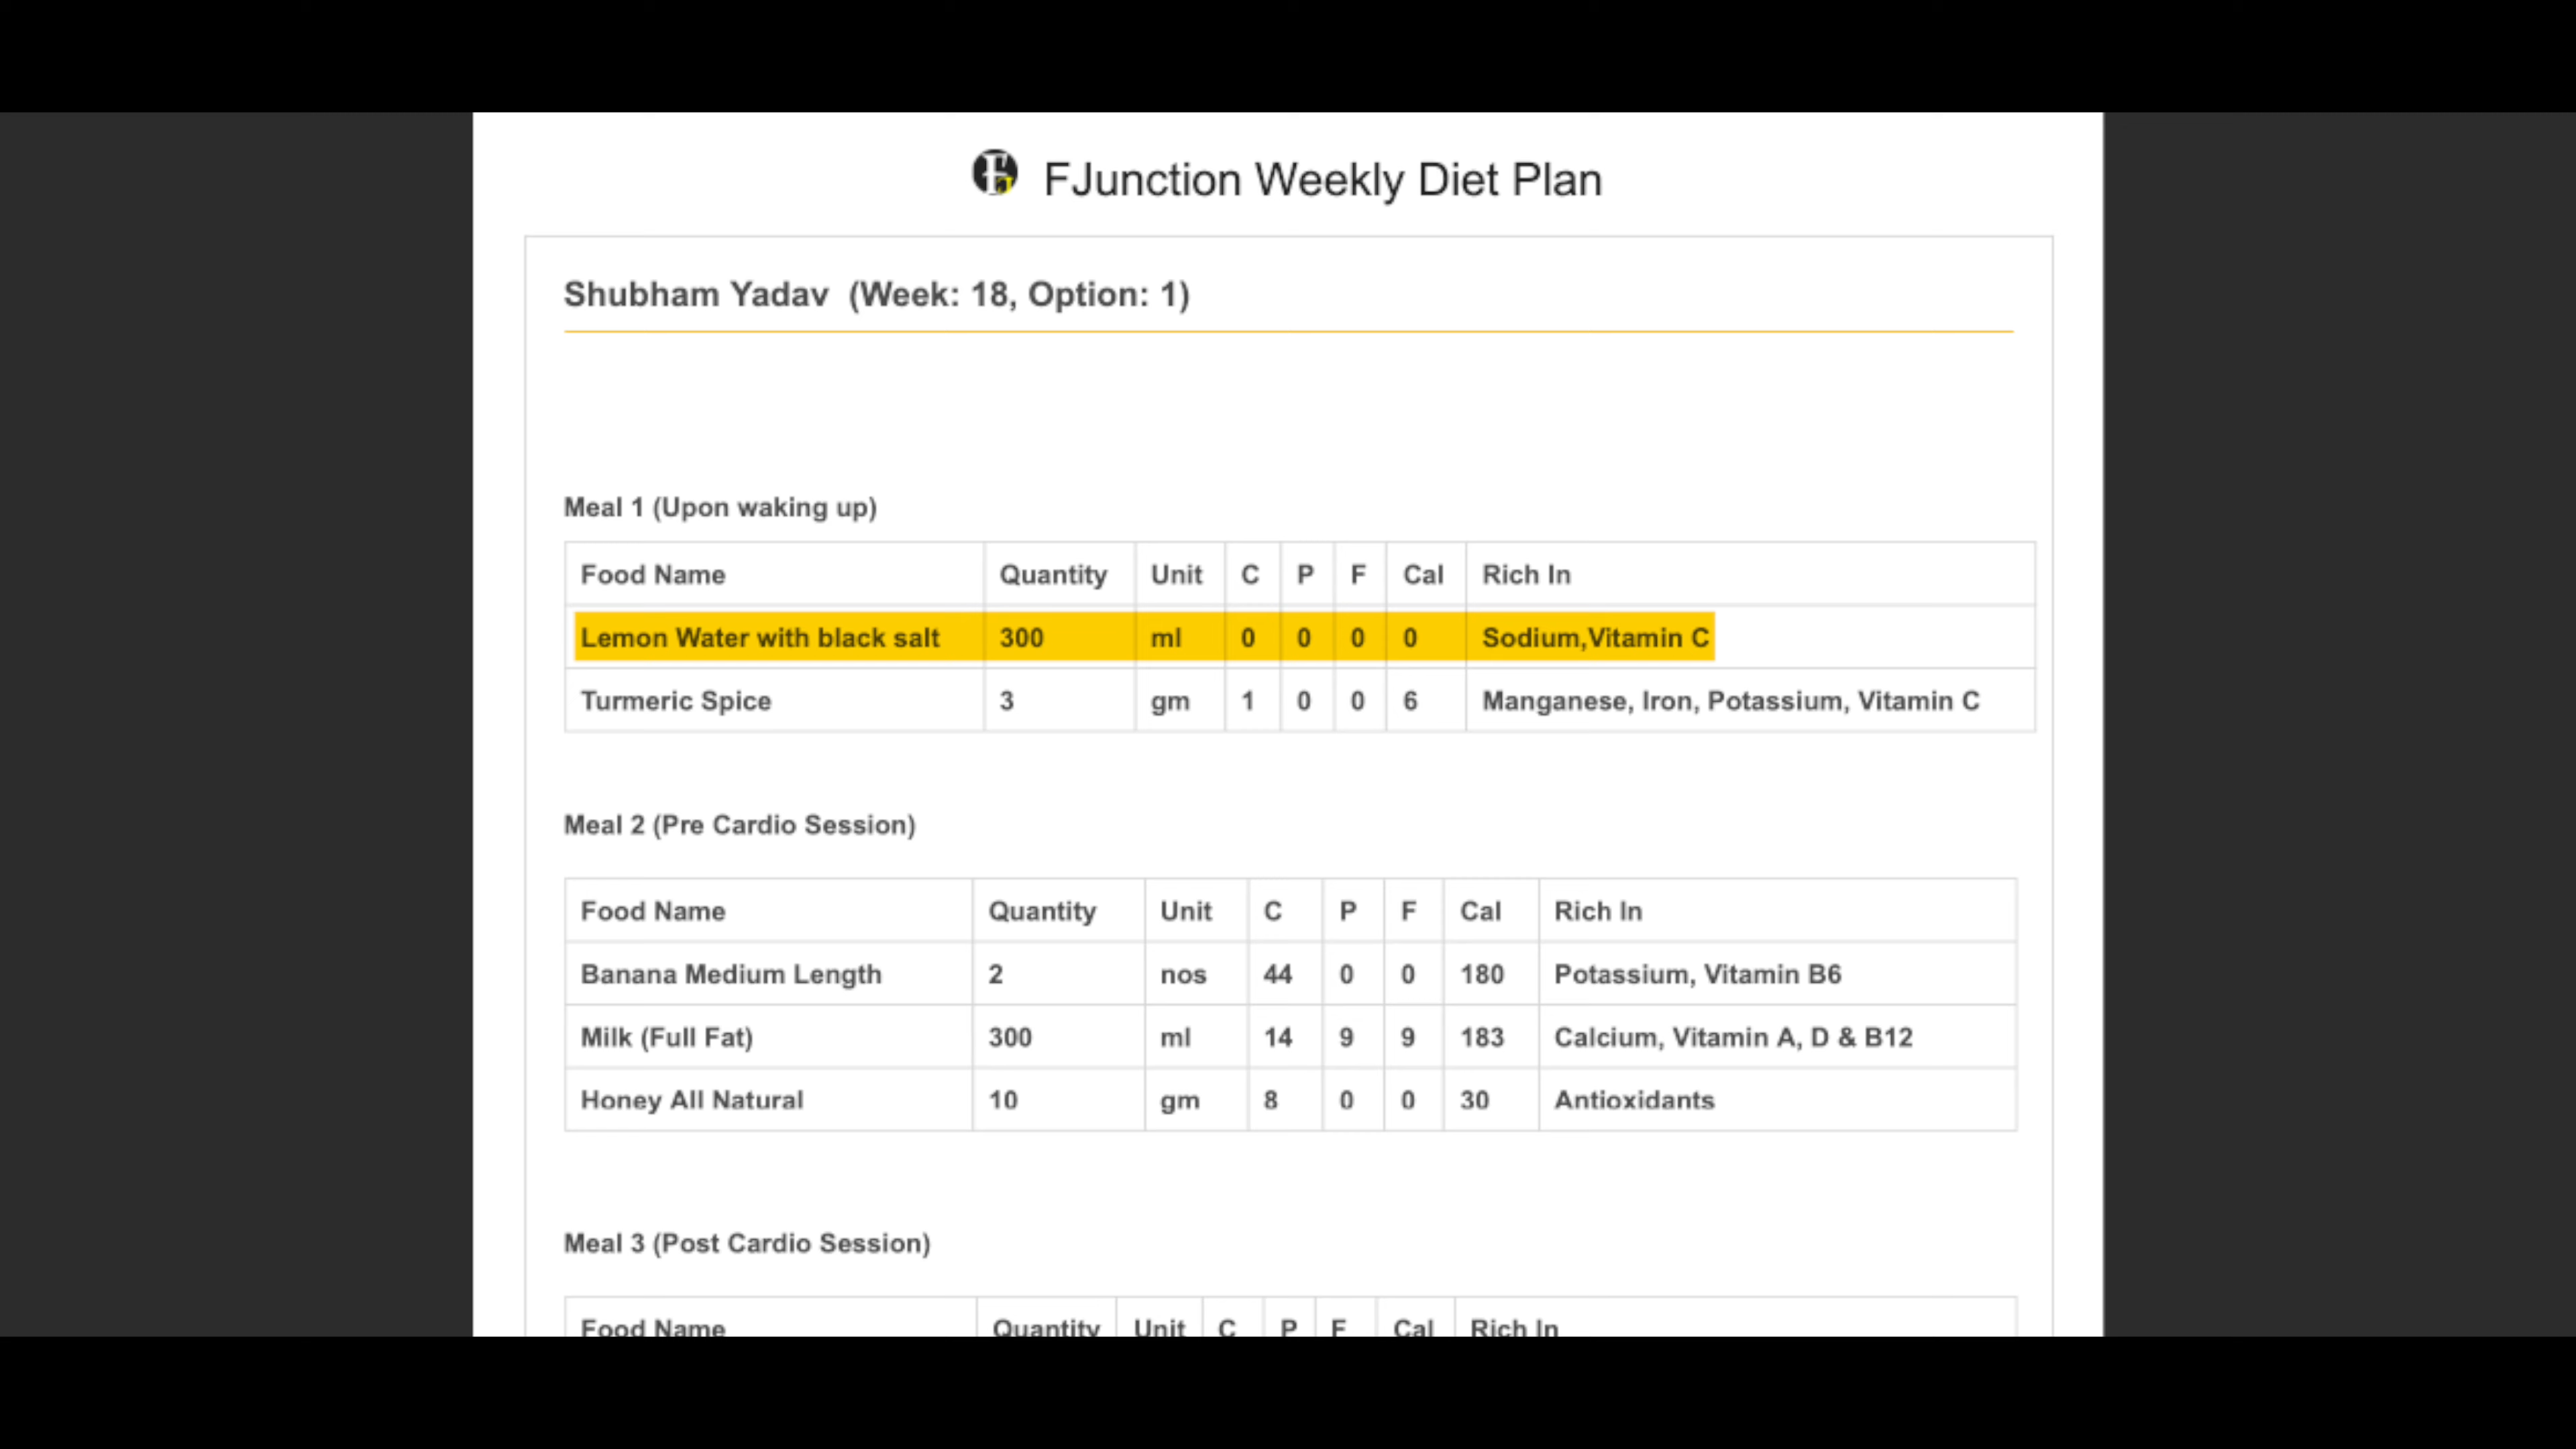 FJunction Weekly Diet Plan
Shubham Yadav (Week: 18, Option: 1)
Meal 1 (Upon waking up)
Food Name Quantity Unit C P F Cal Rich In
Lemon Water with black salt 300 ml 0 0 0 0 Sodium,Vitamin C
Turmeric Spice 3 gm 1 0 0 6 Manganese, Iron, Potassium, Vitamin C
Meal 2 (Pre Cardio Session)
Food Name Quantity Unit C P F Cal Rich In
Banana Medium Length 2 nos 44 0 0 180 Potassium, Vitamin B6
Milk (Full Fat) 300 ml 14 9 9 183 Calcium, Vitamin A, D & B12
Honey All Natural 10 gm 8 0 0 30 Antioxidants
Meal 3 (Post Cardio Session)
Food Name Quantity Unit C P F Cal Rich In